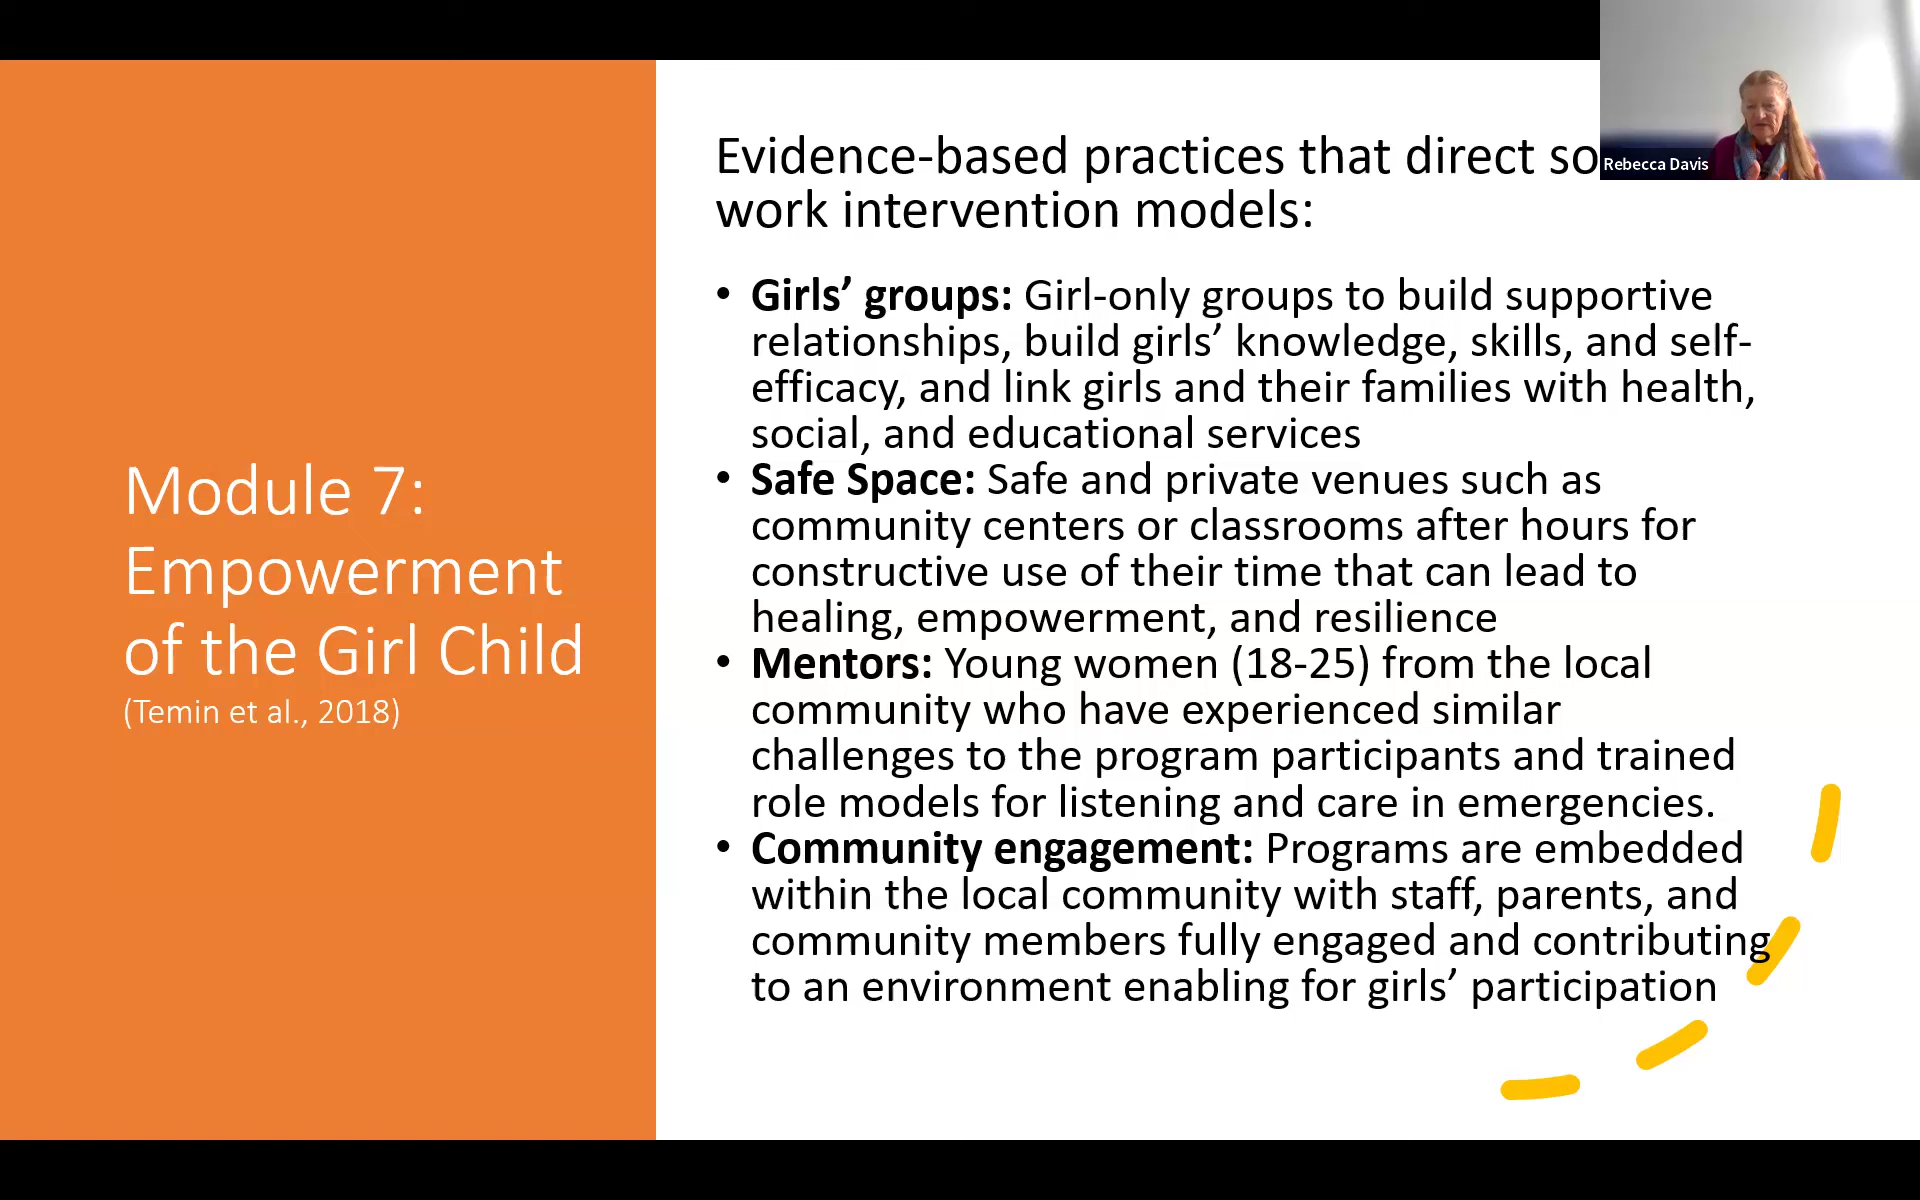 Rebecca Davis
Module 7:
Empowerment
of the Girl Child
(Temin et al., 2018)
Evidence-based practices that direct so
work intervention models:
• Girls’ groups: Girl-only groups to build supportive
relationships, build girls’ knowledge, skills, and self-
efficacy, and link girls and their families with health,
social, and educational services
• Safe Space: Safe and private venues such as
community centers or classrooms after hours for
constructive use of their time that can lead to
healing, empowerment, and resilience
• Mentors: Young women (18-25) from the local
community who have experienced similar
challenges to the program participants and trained
role models for listening and care in emergencies.
• Community engagement: Programs are embedded
within the local community with staff, parents, and
community members fully engaged and contributing
to an environment enabling for girls’ participation